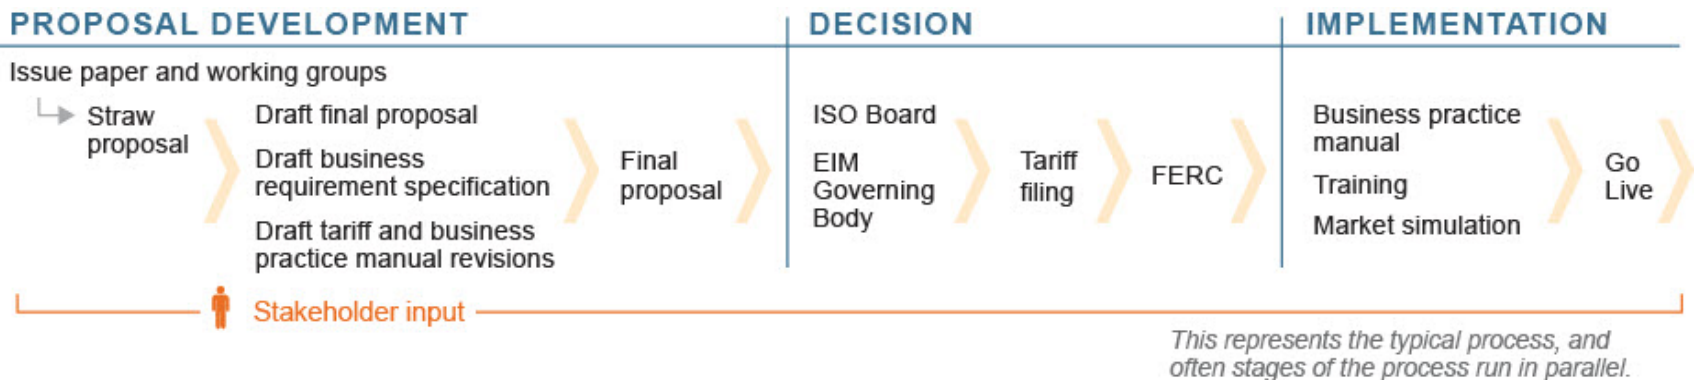 PROPOSAL DEVELOPMENT
Issue paper and working groups
Straw
proposal
Draft final proposal
Draft business
requirement specification
Draft tariff and business
practice manual revisions
Final
proposal
DECISION
ISO Board
EIM
Governing
Body
Tariff
filing
FERC
IMPLEMENTATION
Business practice
manual
Training
Market simulation
Go
Live
Stakeholder input
This represents the typical process, and
often stages of the process run in parallel.